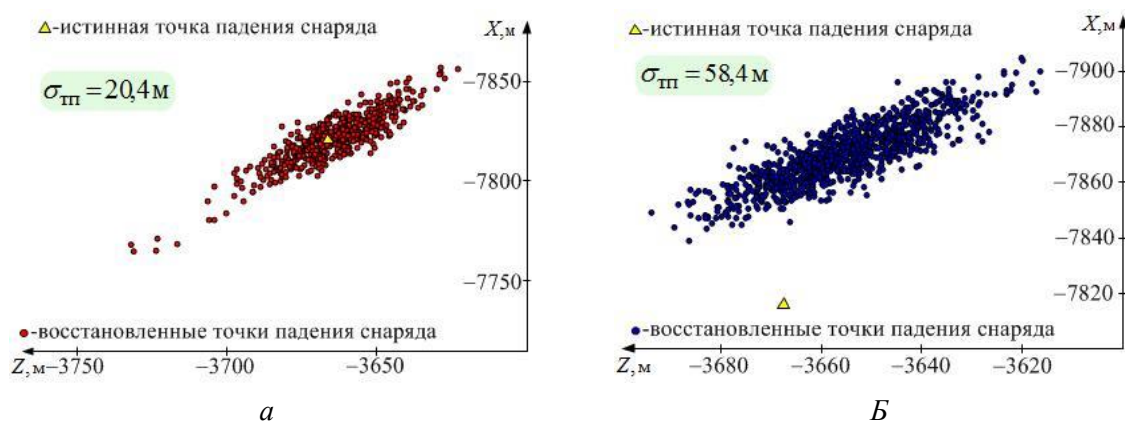 △-истинная точка падения снаряда
X,м
σтп = 20,4 м
–7850
–7800
–7750
●-восстановленные точки падения снаряда
Z,м –3750
–3700
–3650
а
△-истинная точка падения снаряда
X,м
σтп = 58,4 м
–7900
–7880
–7860
–7840
–7820
●-восстановленные точки падения снаряда
Z,м
–3680
–3660
–3640
–3620
Б